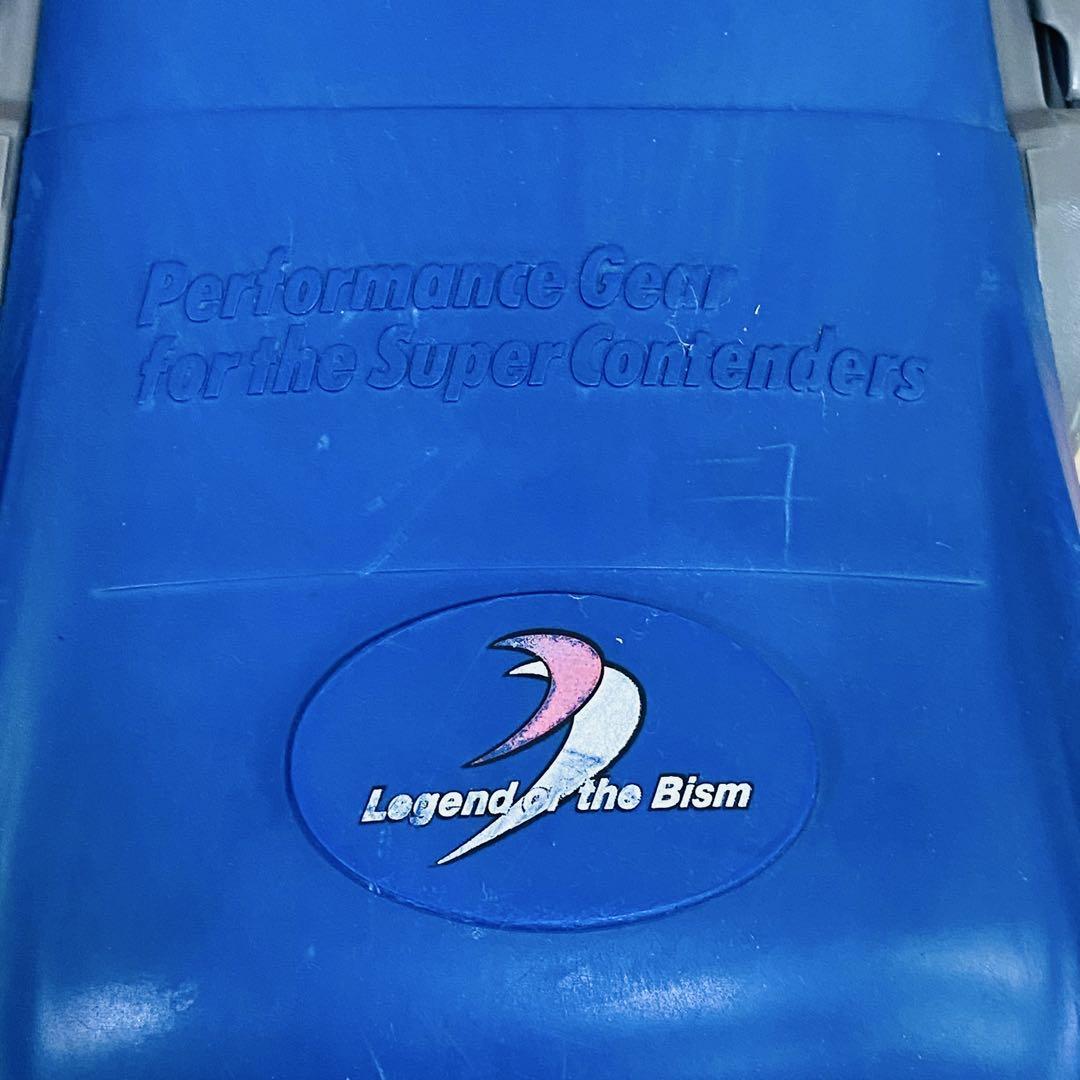 Performance Gear
for the Super Contenders
Legend of the Bism